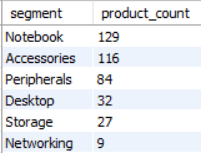 segment product_count
Notebook 129
Accessories 116
Peripherals 84
Desktop 32
Storage 27
Networking 9